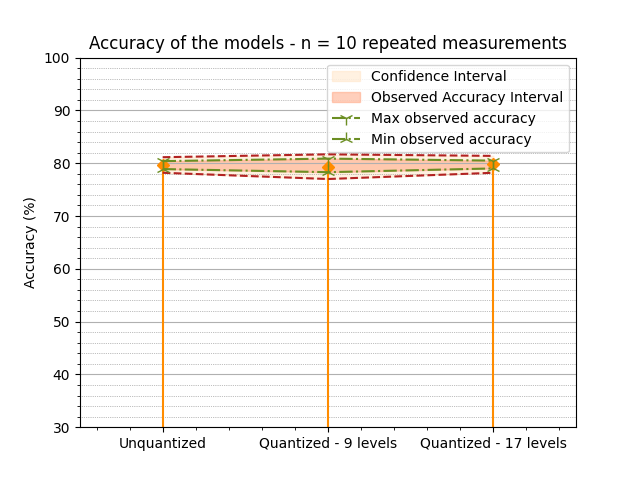 Accuracy of the models - n = 10 repeated measurements
Confidence Interval
Observed Accuracy Interval
Max observed accuracy
Min observed accuracy
Accuracy (%)
100
90
80
70
60
50
40
30
Unquantized
Quantized - 9 levels
Quantized - 17 levels